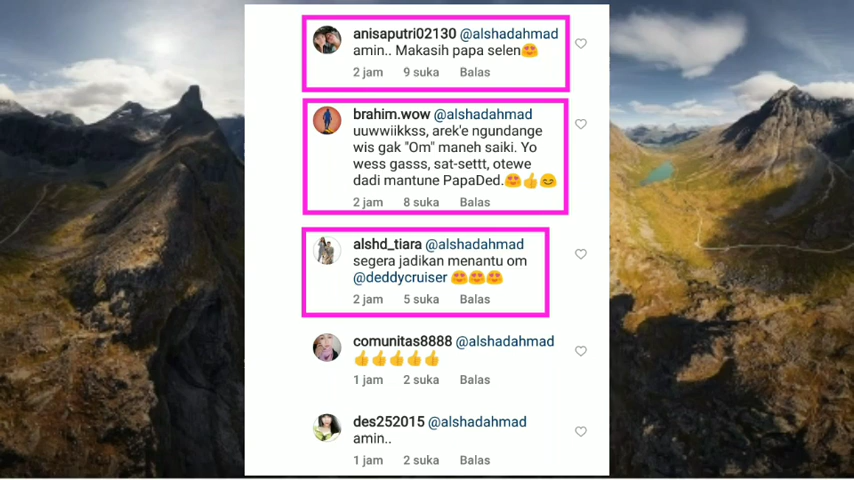 anisaputri02130 @alshadahmad
amin.. Makasih papa selen😍
2 jam 9 suka Balas
brahim.wow @alshadahmad
uuwwiikkss, arek'e ngundange
wis gak "Om" maneh saiki. Yo
wess gasss, sat-settt, otewe
dadi mantune PapaDed.😍👍😊
2 jam 8 suka Balas
alshd_tiara @alshadahmad
segera jadikan menantu om
@deddycruiser 😍😍😍
2 jam 5 suka Balas
comunitas8888 @alshadahmad
👍👍👍👍👍
1 jam 2 suka Balas
des252015 @alshadahmad
amin..
1 jam 2 suka Balas